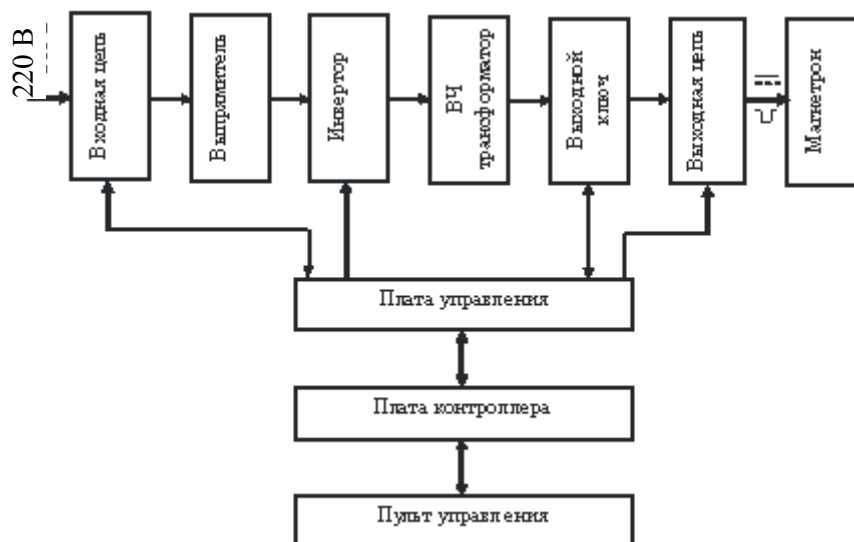 220 В
Входная цепь
Выпрямитель
Инвертор
ВЧ
трансформатор
Выходной
ключ
Выходная цепь
Магнетрон
Плата управления
Плата контроллера
Пульт управления